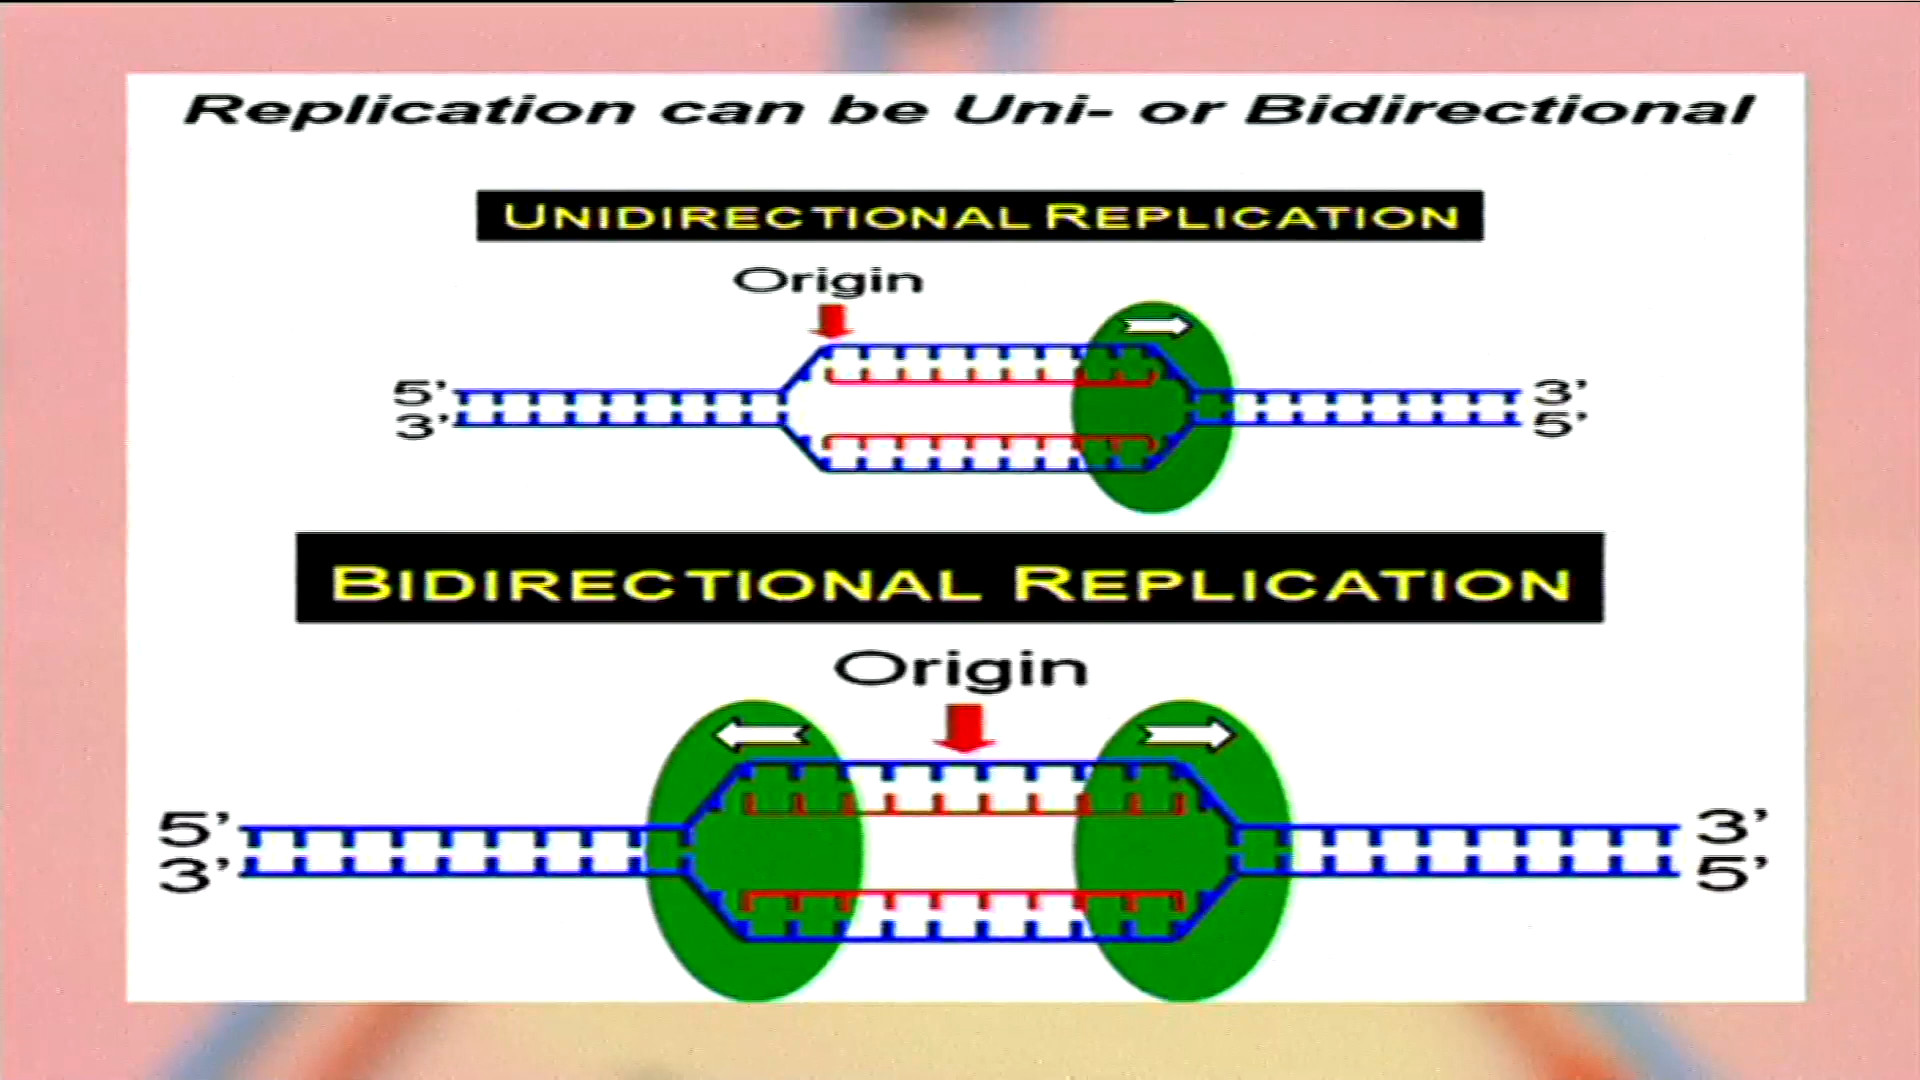 Replication can be Uni- or Bidirectional
UNIDIRECTIONAL REPLICATION
Origin
5’ 3’
3’ 5’
BIDIRECTIONAL REPLICATION
Origin
5’ 3’
3’ 5’